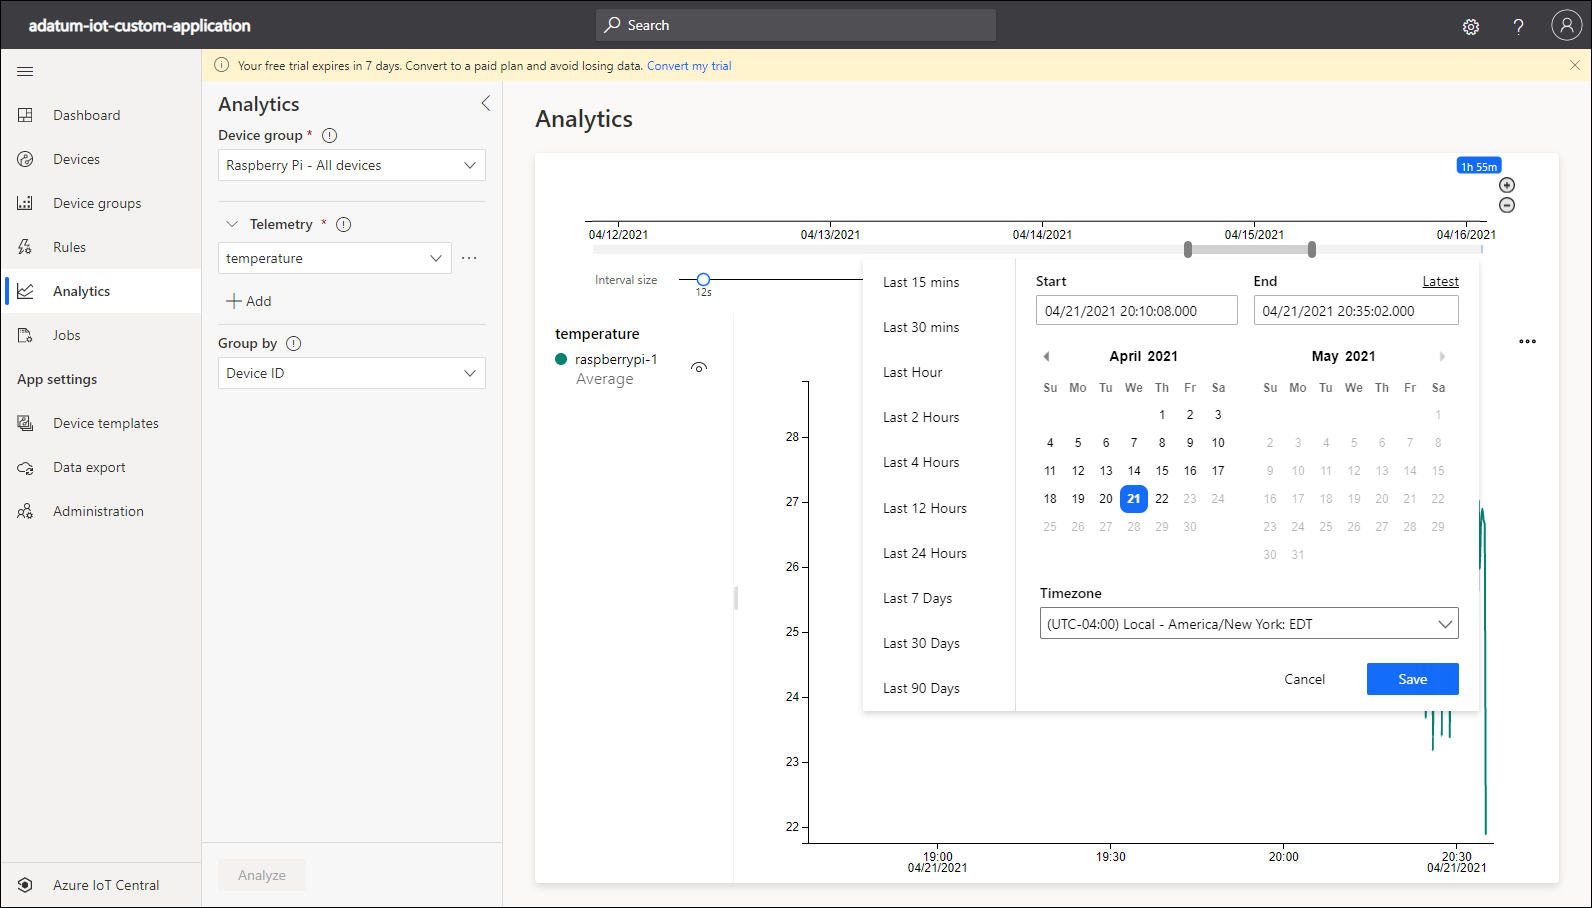 adatum-iot-custom-application
Search
Your free trial expires in 7 days. Convert to a paid plan and avoid losing data. Convert my trial
Dashboard
Devices
Device groups
Rules
Analytics
Jobs
App settings
Device templates
Data export
Administration
Azure IoT Central
Analytics
Device group *
Raspberry Pi - All devices
Telemetry *
temperature
Add
Group by
Device ID
Analyze
Analytics
1h 55m
04/12/2021 04/13/2021 04/14/2021 04/15/2021 04/16/2021
Interval size
12s
temperature
raspberrypi-1
Average
Last 15 mins
Last 30 mins
Last Hour
Last 2 Hours
Last 4 Hours
Last 12 Hours
Last 24 Hours
Last 7 Days
Last 30 Days
Last 90 Days
Start
04/21/2021 20:10:08.000
End
Latest
04/21/2021 20:35:02.000
April 2021
Su Mo Tu We Th Fr Sa
1 2 3
4 5 6 7 8 9 10
11 12 13 14 15 16 17
18 19 20 21 22 23 24
25 26 27 28 29 30
May 2021
Su Mo Tu We Th Fr Sa
1
2 3 4 5 6 7 8
9 10 11 12 13 14 15
16 17 18 19 20 21 22
23 24 25 26 27 28 29
30 31
Timezone
(UTC-04:00) Local - America/New York: EDT
Cancel
Save
28
27
26
25
24
23
22
19:00 19:30 20:00 20:30
04/21/2021 04/21/2021